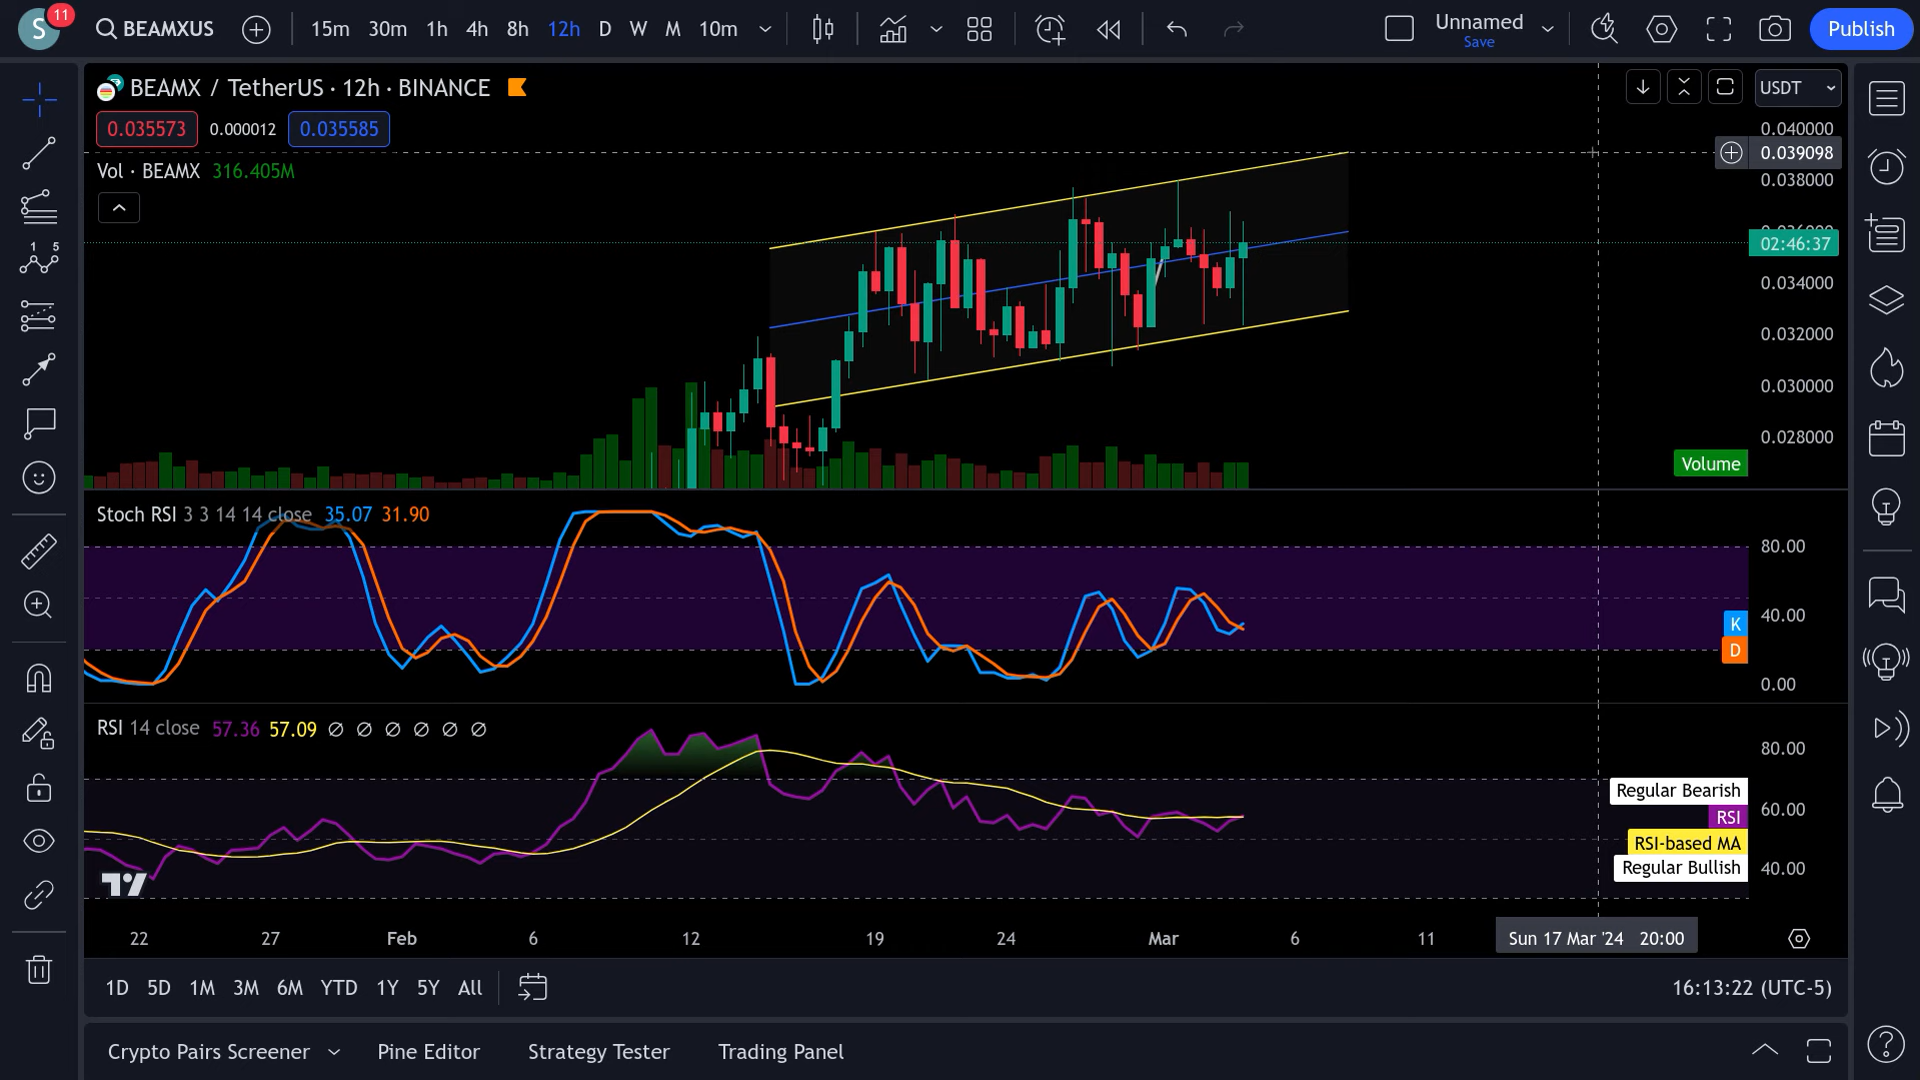 S 11 BEAMXUS 15m 30m 1h 4h 8h 12h D W M 10m Unnamed Save Publish
BEAMX / TetherUS · 12h · BINANCE USDT
0.035573 0.000012 0.035585
Vol · BEAMX 316.405M
0.040000
0.039098
0.038000
02:46:37
0.034000
0.032000
0.030000
0.028000
Volume
1 5
Stoch RSI 3 3 14 14 close 35.07 31.90
80.00
40.00
K
D
0.00
RSI 14 close 57.36 57.09 ∅ ∅ ∅ ∅ ∅ ∅
80.00
Regular Bearish
60.00
RSI
RSI-based MA
Regular Bullish
40.00
22 27 Feb 6 12 19 24 Mar 6 11 Sun 17 Mar '24 20:00
1D 5D 1M 3M 6M YTD 1Y 5Y All 16:13:22 (UTC-5)
Crypto Pairs Screener Pine Editor Strategy Tester Trading Panel